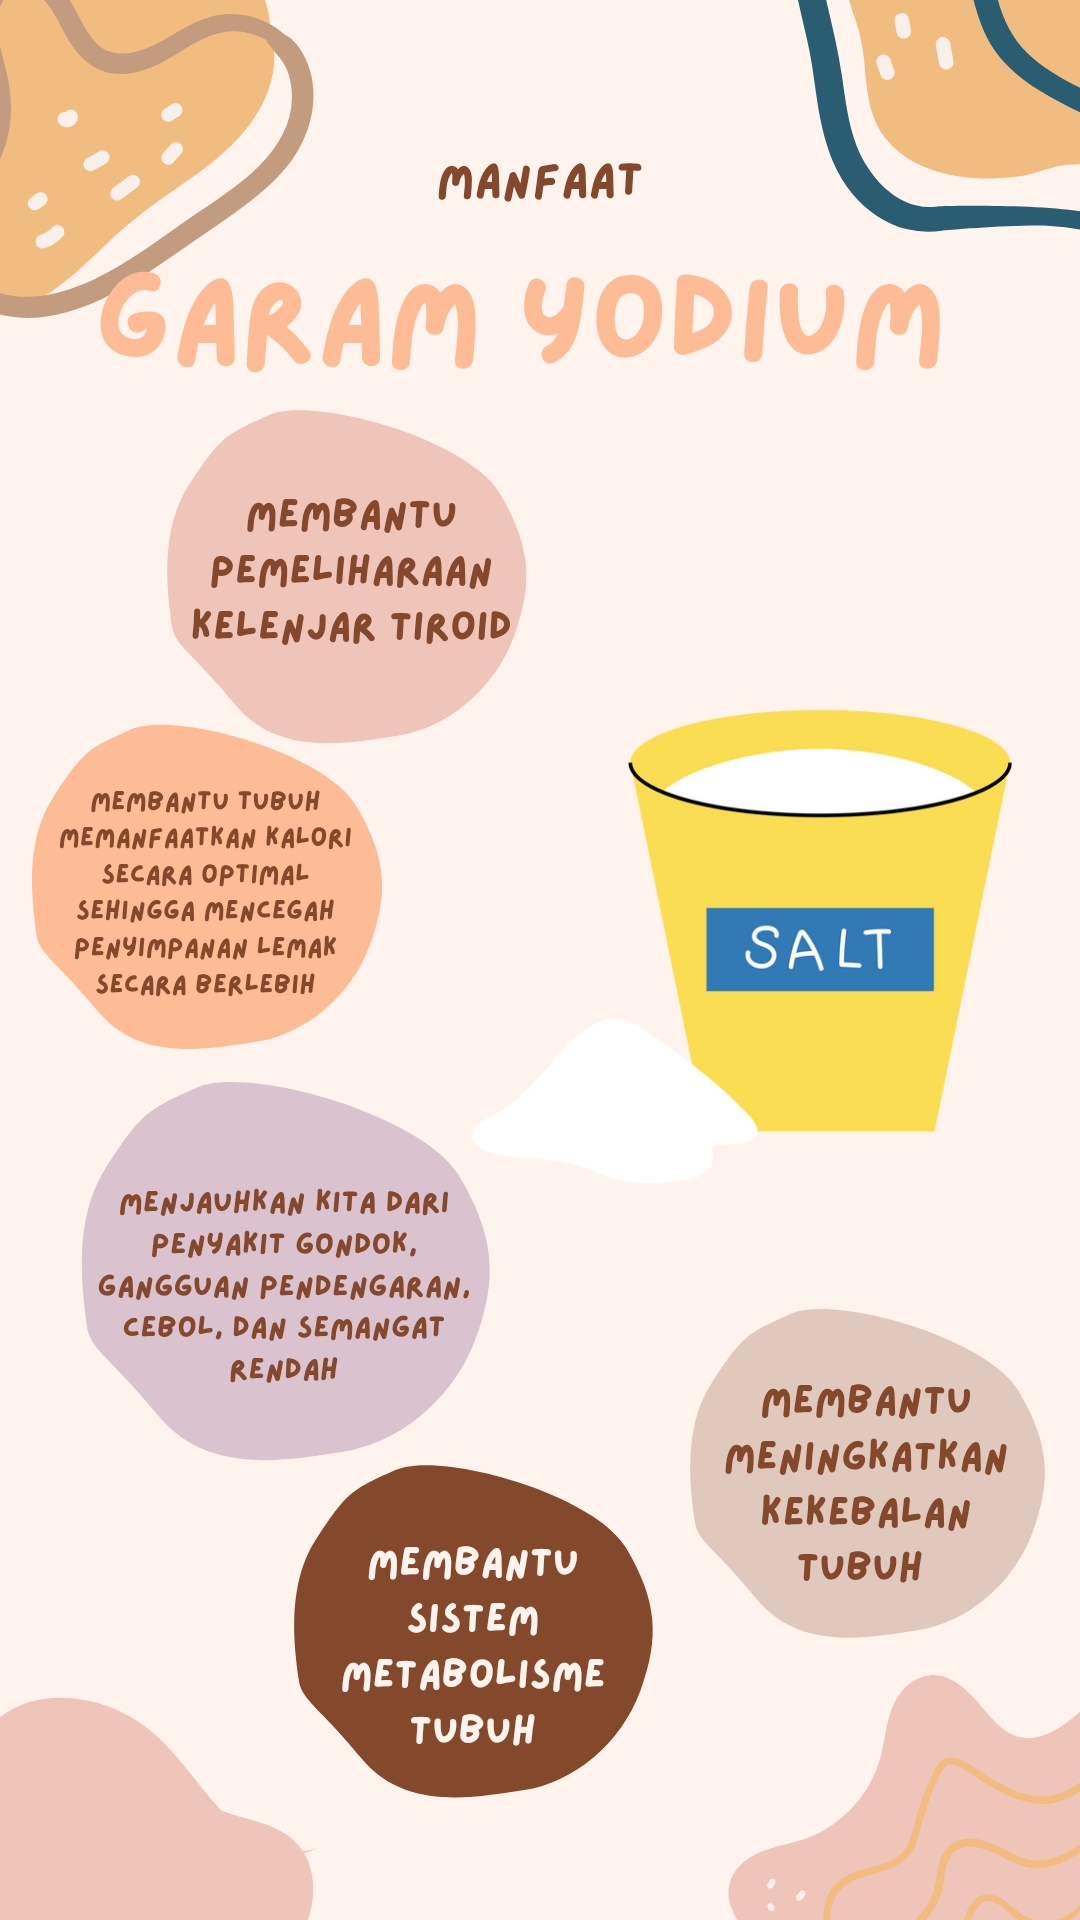 MANFAAT
GARAM YODIUM
MEMBANTU
PEMELIHARAAN
KELENJAR TIROID
MEMBANTU TUBUH
MEMANFAATKAN KALORI
SECARA OPTIMAL
SEHINGGA MENCEGAH
PENYIMPANAN LEMAK
SECARA BERLEBIH
SALT
MENJAUHKAN KITA DARI
PENYAKIT GONDOK,
GANGGUAN PENDENGARAN,
CEBOL, DAN SEMANGAT
RENDAH
MEMBANTU
MENINGKATKAN
KEKEBALAN
TUBUH
MEMBANTU
SISTEM
METABOLISME
TUBUH